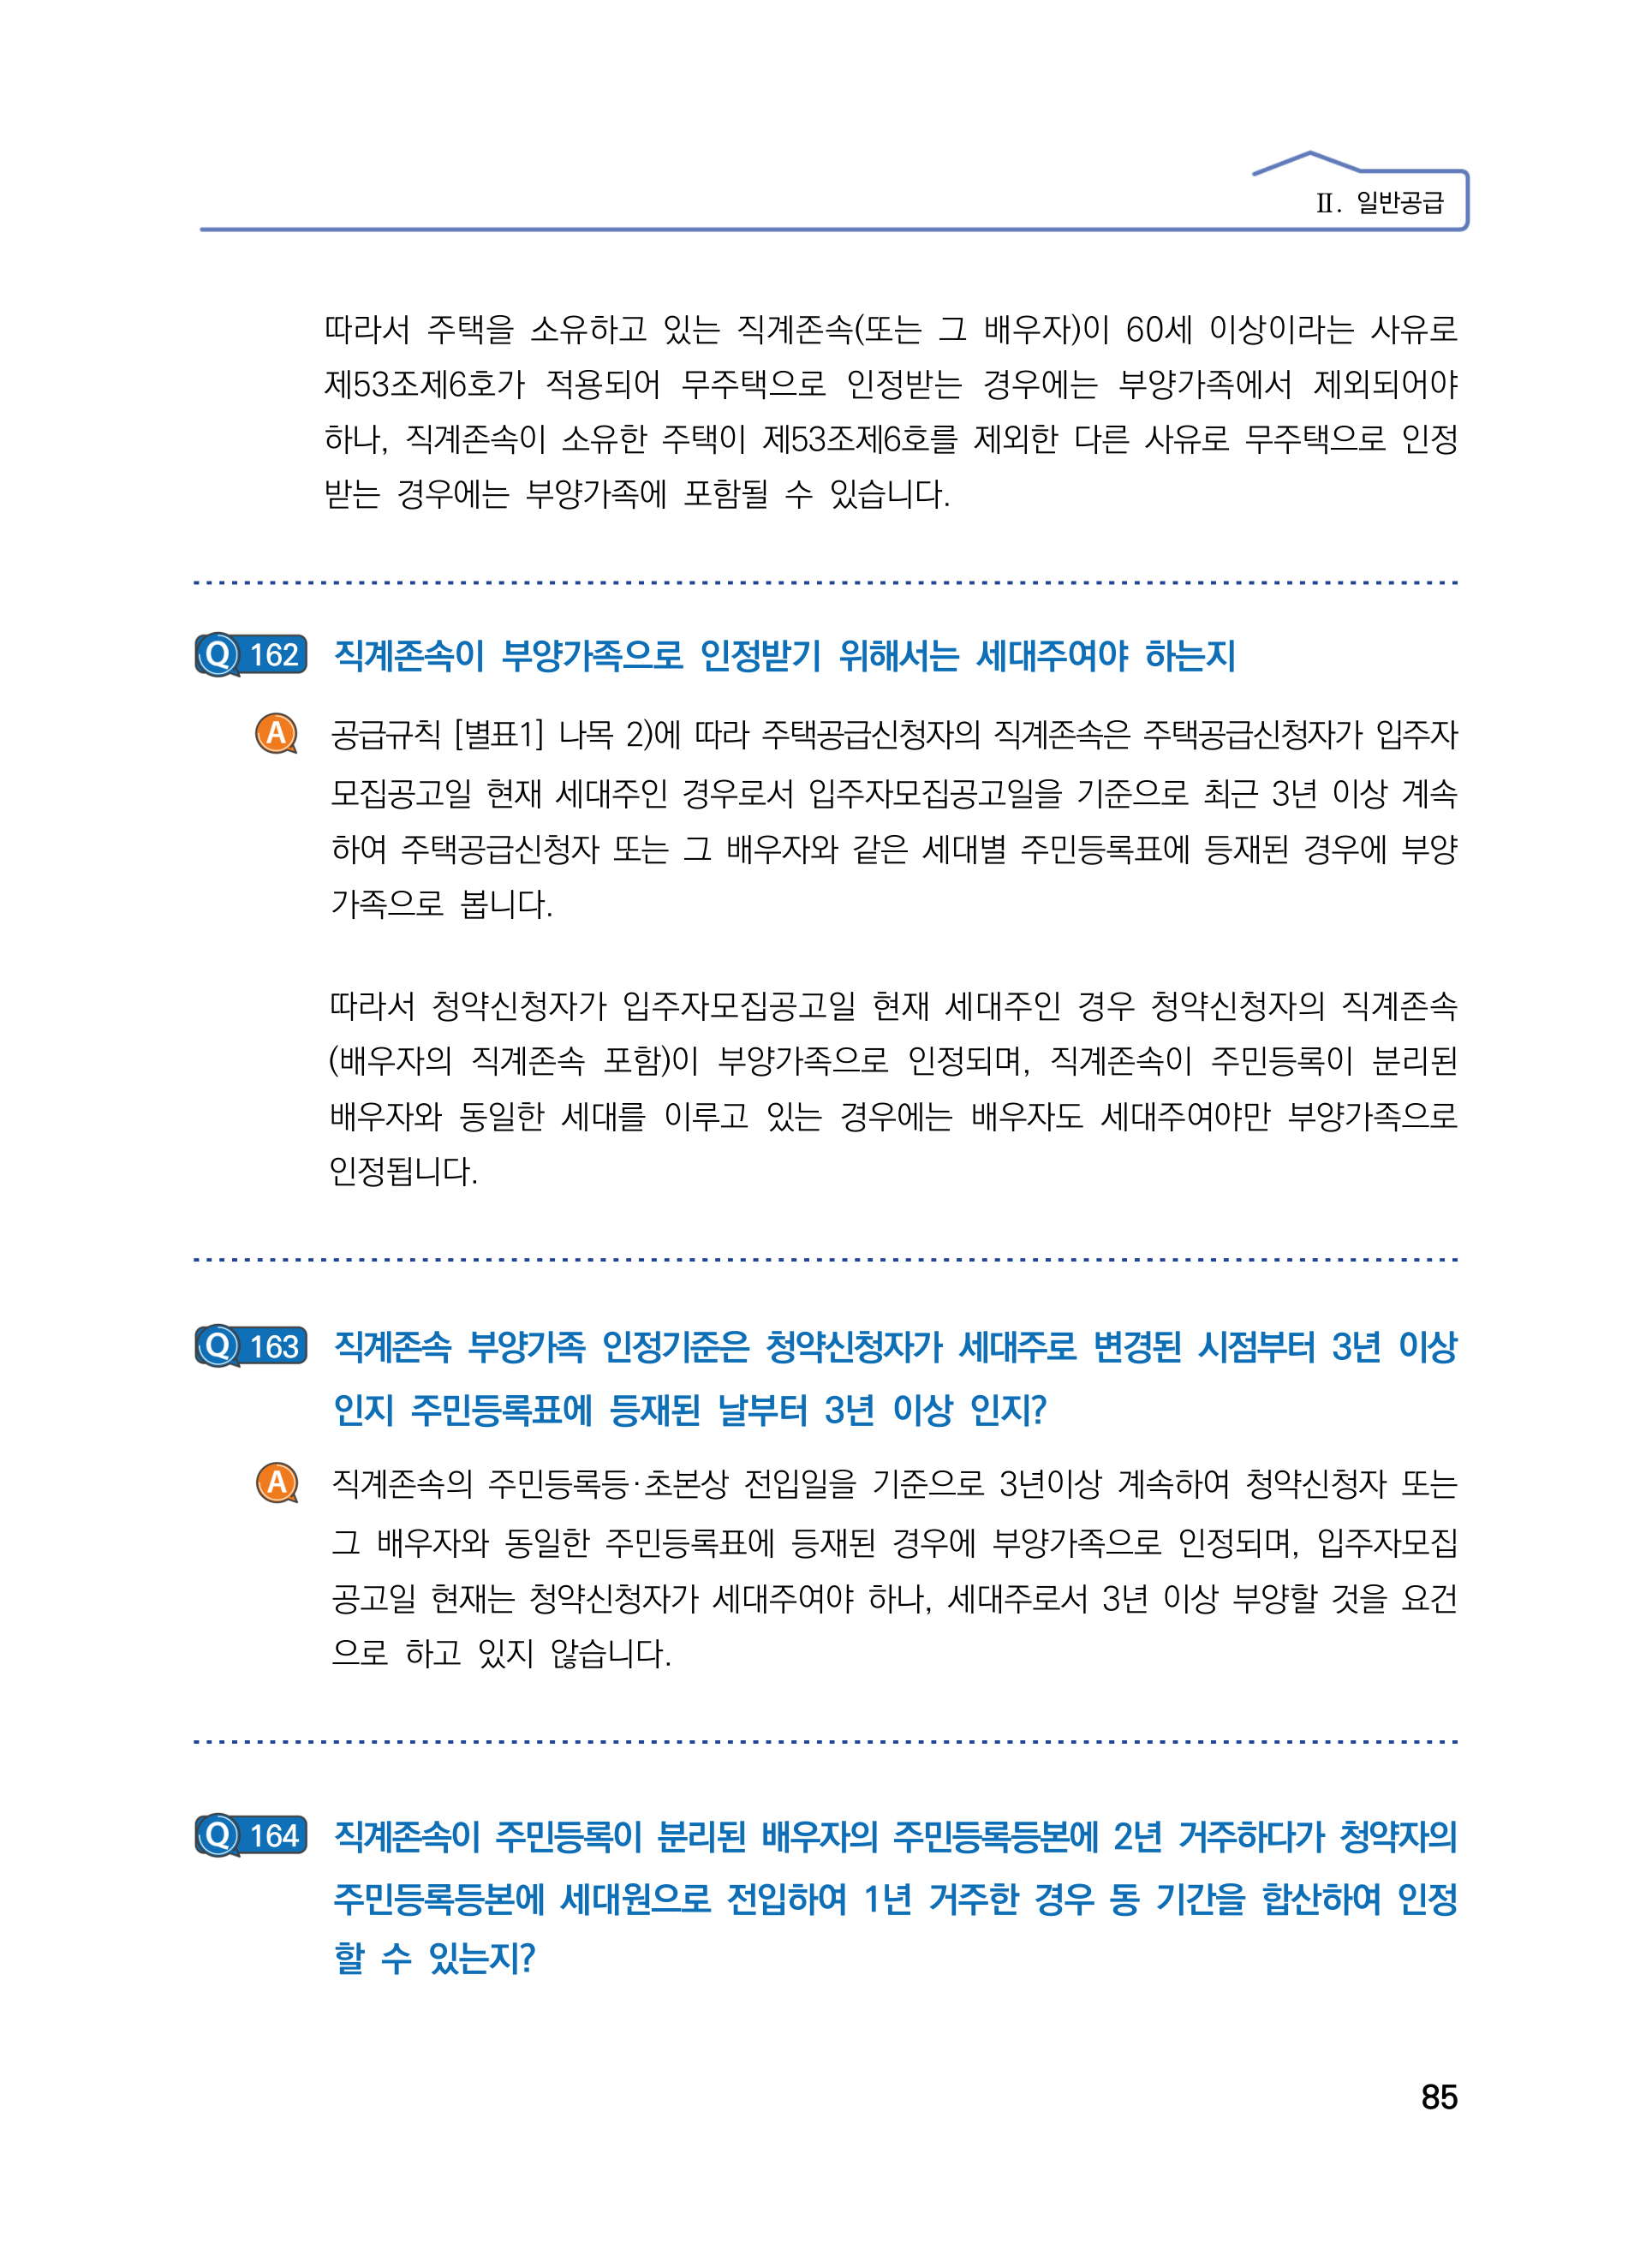 Ⅱ. 일반공급
따라서 주택을 소유하고 있는 직계존속(또는 그 배우자)이 60세 이상이라는 사유로
제53조제6호가 적용되어 무주택으로 인정받는 경우에는 부양가족에서 제외되어야
하나, 직계존속이 소유한 주택이 제53조제6호를 제외한 다른 사유로 무주택으로 인정
받는 경우에는 부양가족에 포함될 수 있습니다.
Q 162 직계존속이 부양가족으로 인정받기 위해서는 세대주여야 하는지
A 공급규칙 [별표1] 나목 2)에 따라 주택공급신청자의 직계존속은 주택공급신청자가 입주자
모집공고일 현재 세대주인 경우로서 입주자모집공고일을 기준으로 최근 3년 이상 계속
하여 주택공급신청자 또는 그 배우자와 같은 세대별 주민등록표에 등재된 경우에 부양
가족으로 봅니다.
따라서 청약신청자가 입주자모집공고일 현재 세대주인 경우 청약신청자의 직계존속
(배우자의 직계존속 포함)이 부양가족으로 인정되며, 직계존속이 주민등록이 분리된
배우자와 동일한 세대를 이루고 있는 경우에는 배우자도 세대주여야만 부양가족으로
인정됩니다.
Q 163 직계존속 부양가족 인정기준은 청약신청자가 세대주로 변경된 시점부터 3년 이상
인지 주민등록표에 등재된 날부터 3년 이상 인지?
A 직계존속의 주민등록등·초본상 전입일을 기준으로 3년이상 계속하여 청약신청자 또는
그 배우자와 동일한 주민등록표에 등재된 경우에 부양가족으로 인정되며, 입주자모집
공고일 현재는 청약신청자가 세대주여야 하나, 세대주로서 3년 이상 부양할 것을 요건
으로 하고 있지 않습니다.
Q 164 직계존속이 주민등록이 분리된 배우자의 주민등록등본에 2년 거주하다가 청약자의
주민등록등본에 세대원으로 전입하여 1년 거주한 경우 동 기간을 합산하여 인정
할 수 있는지?
85